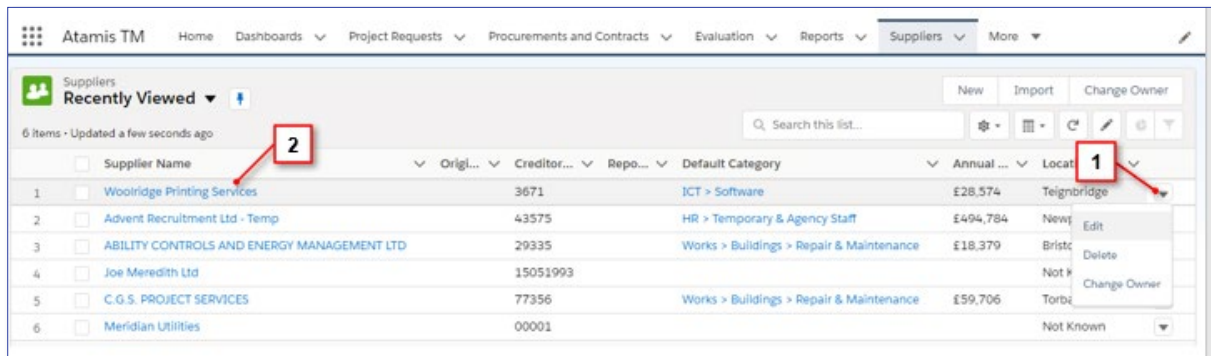 Atamis TM Home Dashboards Project Requests Procurements and Contracts Evaluation Reports Suppliers More
Suppliers
Recently Viewed
New Import Change Owner
6 items • Updated a few seconds ago
Search this list...
2
1
Supplier Name Origi... Creditor... Repo... Default Category Annual ... Locat
1 Woolridge Printing Services 3671 ICT > Software £28,574 Teignbridge
2 Advent Recruitment Ltd - Temp 43575 HR > Temporary & Agency Staff £494,784 Newp
Edit
3 ABILITY CONTROLS AND ENERGY MANAGEMENT LTD 29335 Works > Buildings > Repair & Maintenance £18,379 Bristo
Delete
4 Joe Meredith Ltd 15051993 Not K
Change Owner
5 C.G.S. PROJECT SERVICES 77356 Works > Buildings > Repair & Maintenance £59,706 Torba
6 Meridian Utilities 00001 Not Known